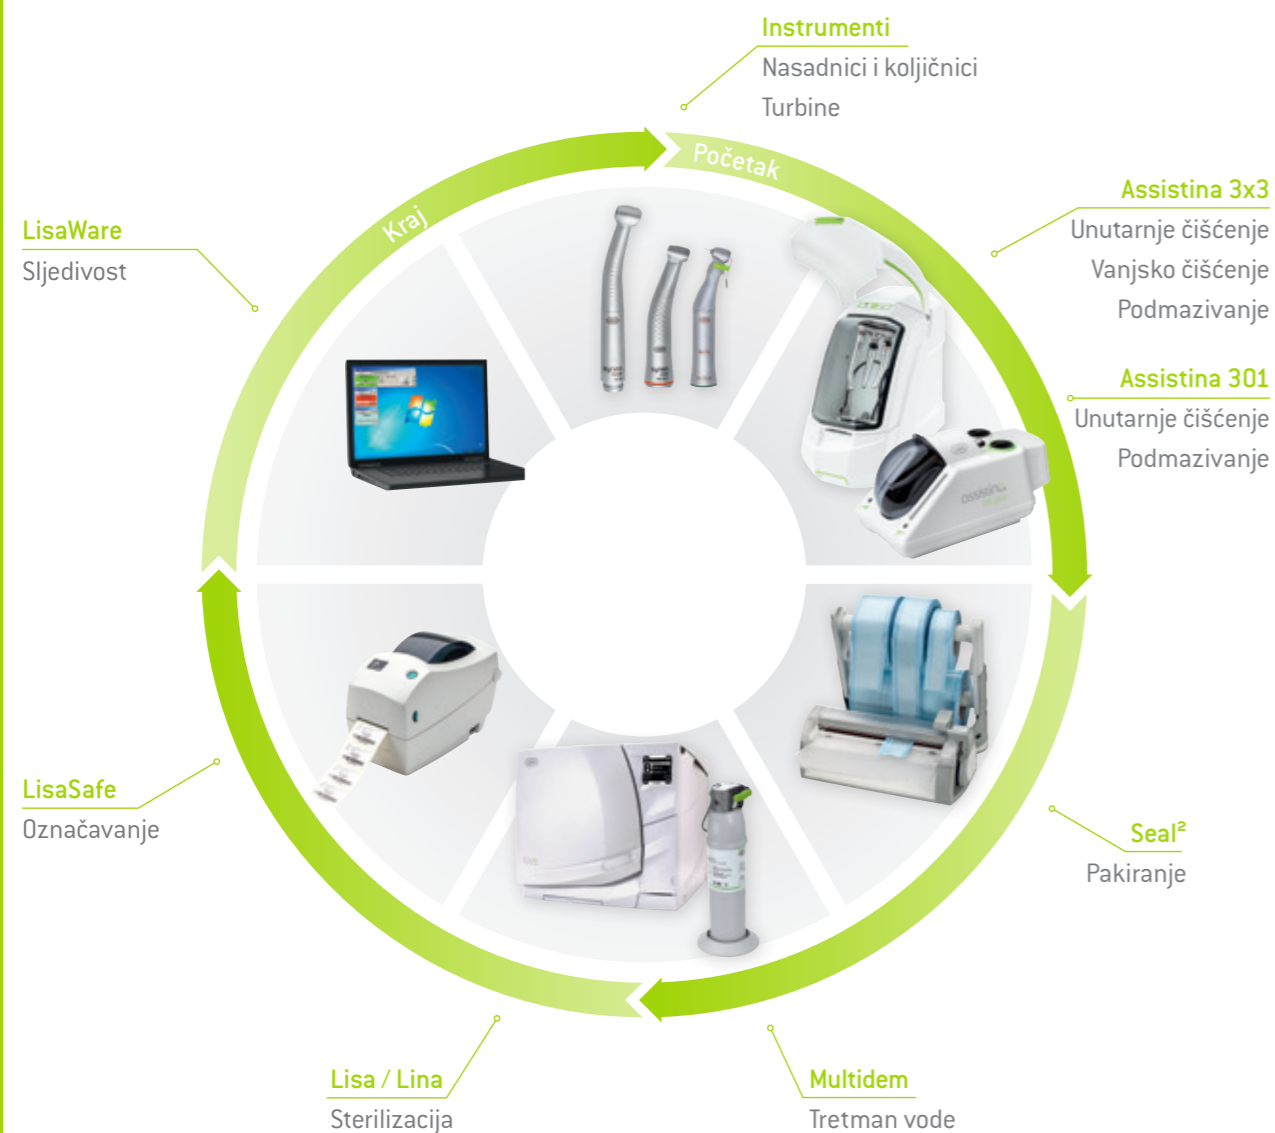 Instrumenti
Nasadnici i koljičnici
Turbine
Početak
Kraj
Assistina 3x3
Unutarnje čišćenje
Vanjsko čišćenje
Podmazivanje
Assistina 301
Unutarnje čišćenje
Podmazivanje
LisaWare
Sljedivost
assistina
LisaSafe
Označavanje
Seal²
Pakiranje
Lisa / Lina
Sterilizacija
Multidem
Tretman vode